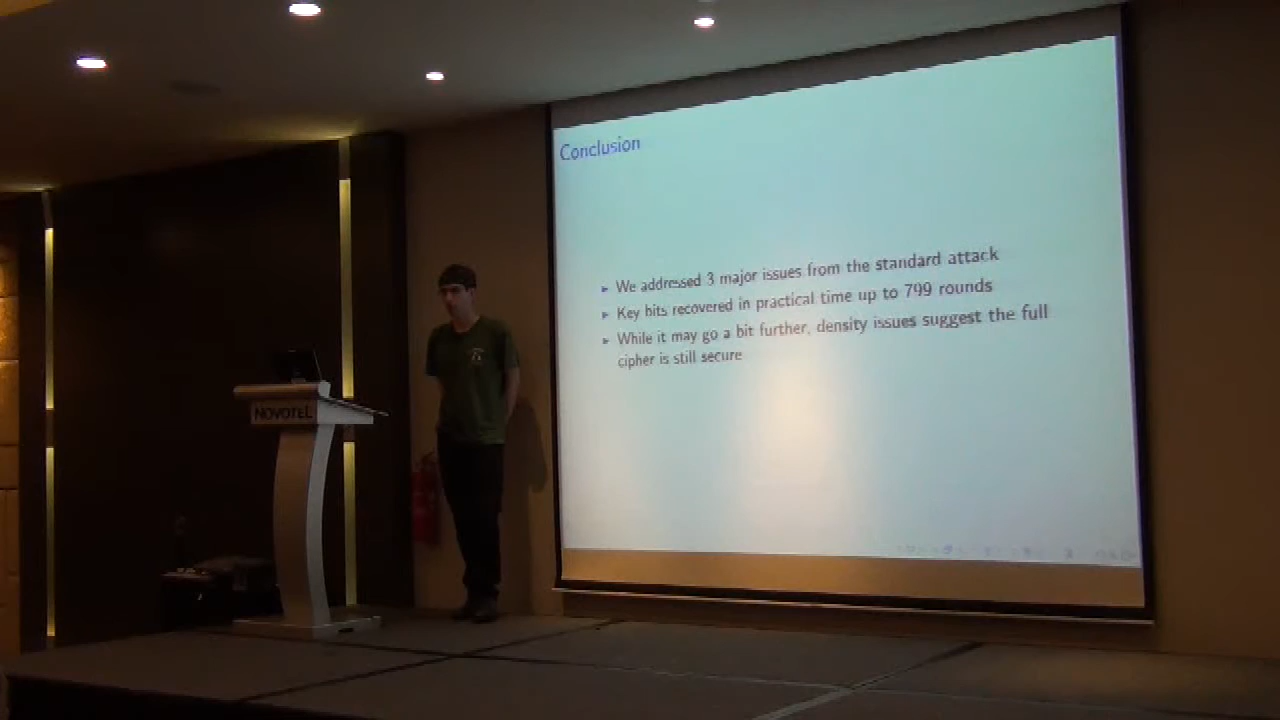 Conclusion
► We addressed 3 major issues from the standard attack
► Key bits recovered in practical time up to 799 rounds
► While it may go a bit further, density issues suggest the full
cipher is still secure
NOVOTEL